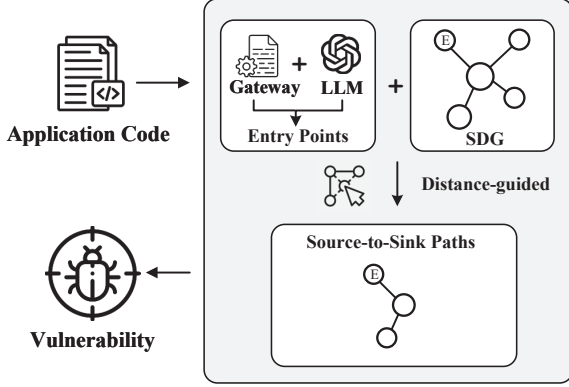 Application Code
</>
Gateway + LLM
Entry Points
+
E
SDG
Distance-guided
Source-to-Sink Paths
E
Vulnerability